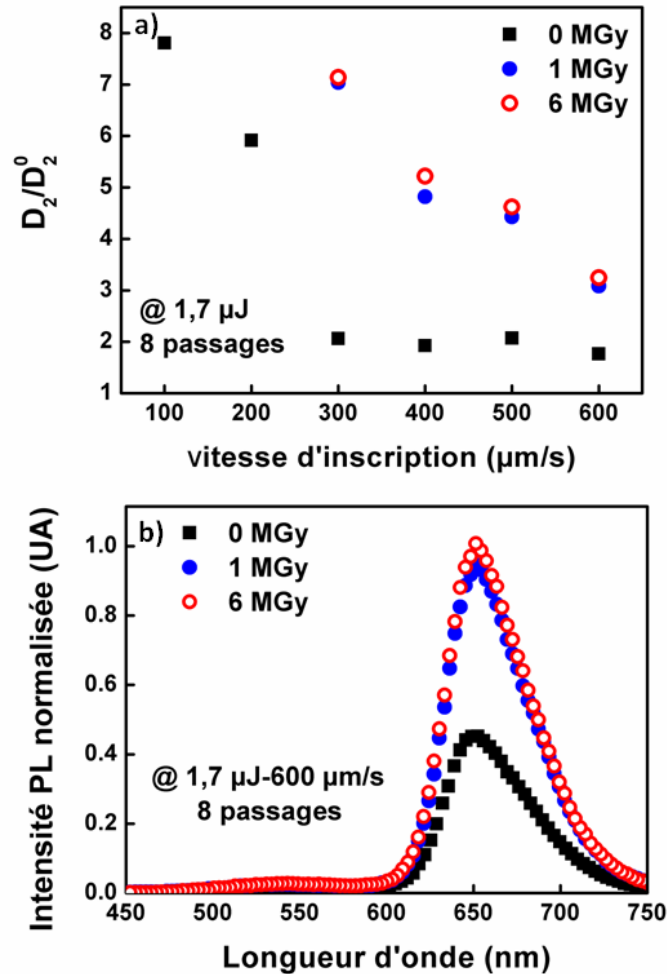 a)
8
7
6
5
4
3
2
1
D₂/D₂⁰
0 MGy
1 MGy
6 MGy
@ 1,7 µJ
8 passages
100 200 300 400 500 600
vitesse d'inscription (µm/s)
b)
1.0
0.8
0.6
0.4
0.2
0.0
Intensité PL normalisée (UA)
0 MGy
1 MGy
6 MGy
@ 1,7 µJ-600 µm/s
8 passages
450 500 550 600 650 700 750
Longueur d'onde (nm)